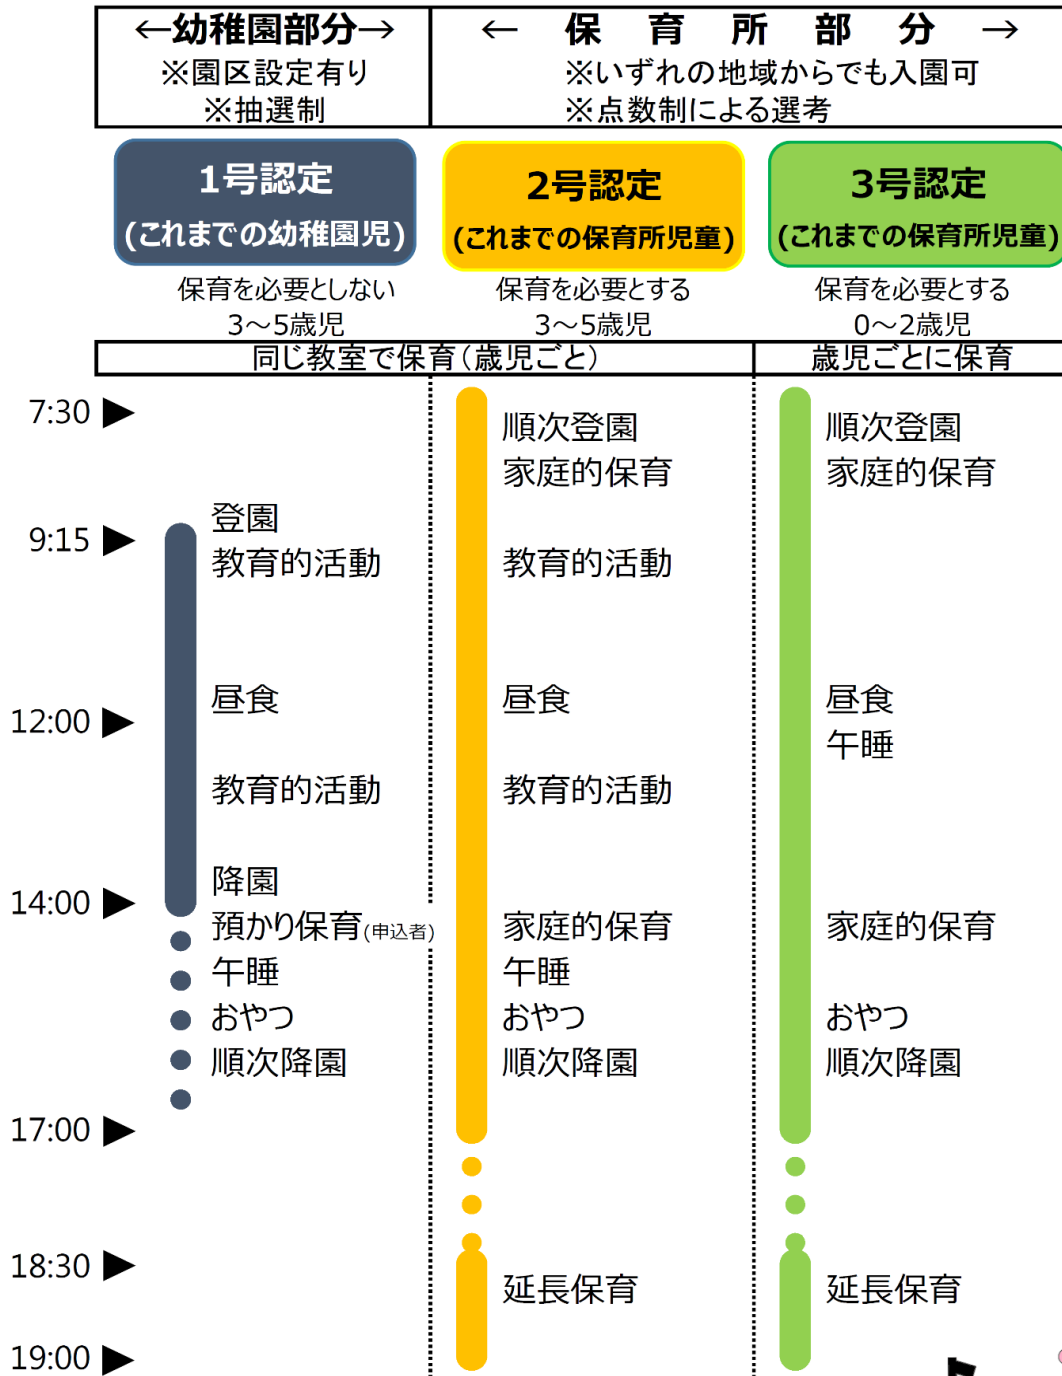 ←幼稚園部分→
※園区設定有り
※抽選制
← 保 育 所 部 分 →
※いずれの地域からでも入園可
※点数制による選考
1号認定
(これまでの幼稚園児)
2号認定
(これまでの保育所児童)
3号認定
(これまでの保育所児童)
保育を必要としない
3～5歳児
保育を必要とする
3～5歳児
保育を必要とする
0～2歳児
同じ教室で保育(歳児ごと)
歳児ごとに保育
7:30 ▶
9:15 ▶
12:00 ▶
14:00 ▶
17:00 ▶
18:30 ▶
19:00 ▶
登園
教育的活動
昼食
教育的活動
降園
預かり保育(申込者)
午睡
おやつ
順次降園
順次登園
家庭的保育
教育的活動
昼食
教育的活動
家庭的保育
午睡
おやつ
順次降園
延長保育
順次登園
家庭的保育
昼食
午睡
家庭的保育
おやつ
順次降園
延長保育